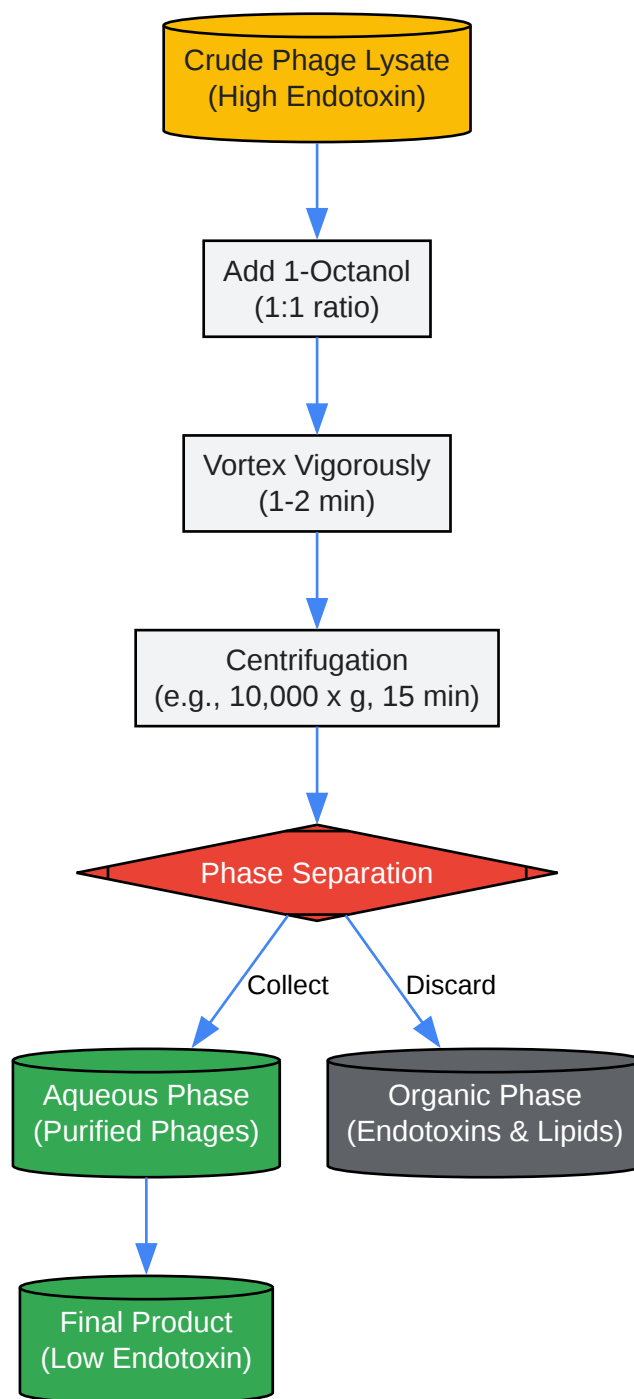 Crude Phage Lysate
(High Endotoxin)
Add 1-Octanol
(1:1 ratio)
Vortex Vigorously
(1-2 min)
Centrifugation
(e.g., 10,000 x g, 15 min)
Phase Separation
Collect
Discard
Aqueous Phase
(Purified Phages)
Organic Phase
(Endotoxins & Lipids)
Final Product
(Low Endotoxin)